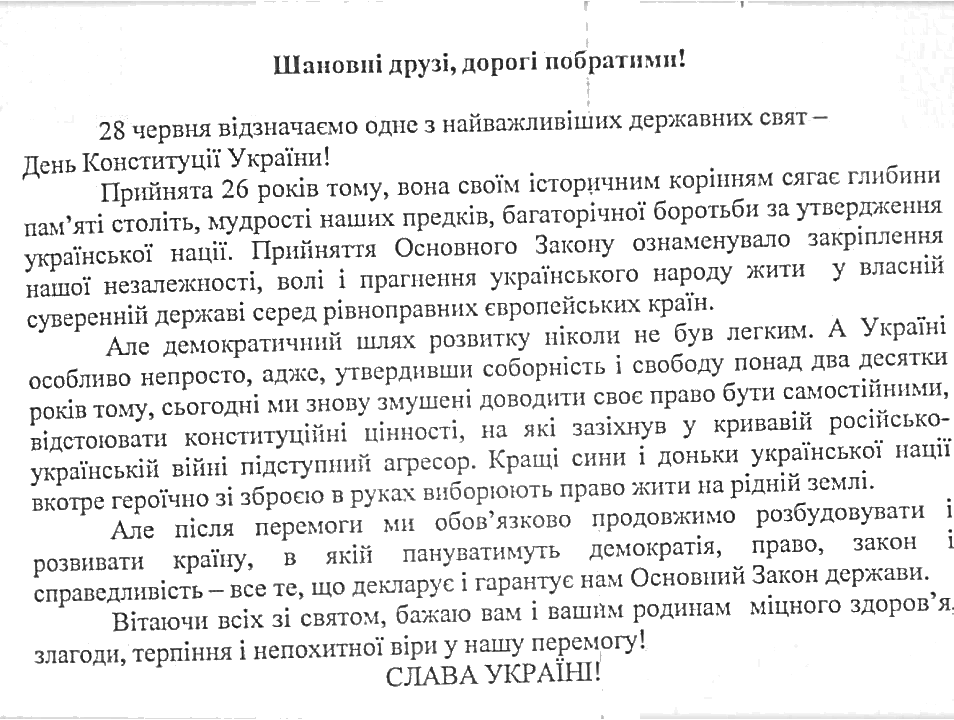 Шановні друзі, дорогі побратими!
28 червня відзначаємо одне з найважливіших державних свят –
День Конституції України!
Прийнята 26 років тому, вона своїм історичним корінням сягає глибини
пам’яті століть, мудрості наших предків, багаторічної боротьби за утвердження
української нації. Прийняття Основного Закону ознаменувало закріплення
нашої незалежності, волі і прагнення українського народу жити у власній
суверенній державі серед рівноправних європейських країн.
Але демократичний шлях розвитку ніколи не був легким. А Україні
особливо непросто, адже, утвердивши соборність і свободу понад два десятки
років тому, сьогодні ми знову змушені доводити своє право бути самостійними,
відстоювати конституційні цінності, на які зазіхнув у кривавій російсько-
українській війні підступний агресор. Кращі сини і доньки української нації
вкотре героїчно зі зброєю в руках виборюють право жити на рідній землі.
Але після перемоги ми обов’язково продовжимо розбудовувати і
розвивати країну, в якій пануватимуть демократія, право, закон і
справедливість – все те, що декларує і гарантує нам Основний Закон держави.
Вітаючи всіх зі святом, бажаю вам і вашим родинам міцного здоров’я,
злагоди, терпіння і непохитної віри у нашу перемогу!
СЛАВА УКРАЇНІ!